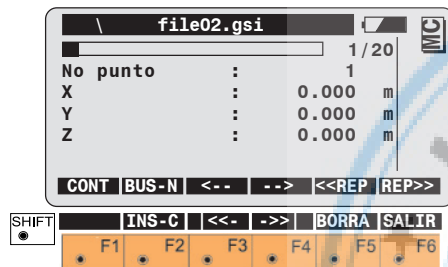 \ file02.gsi
MC
1/20
No punto : 1
X : 0.000 m
Y : 0.000 m
Z : 0.000 m
CONT BUS-N <-- --> <<REP REP>>
SHIFT INS-C <<- ->> BORRA SALIR
F1 F2 F3 F4 F5 F6